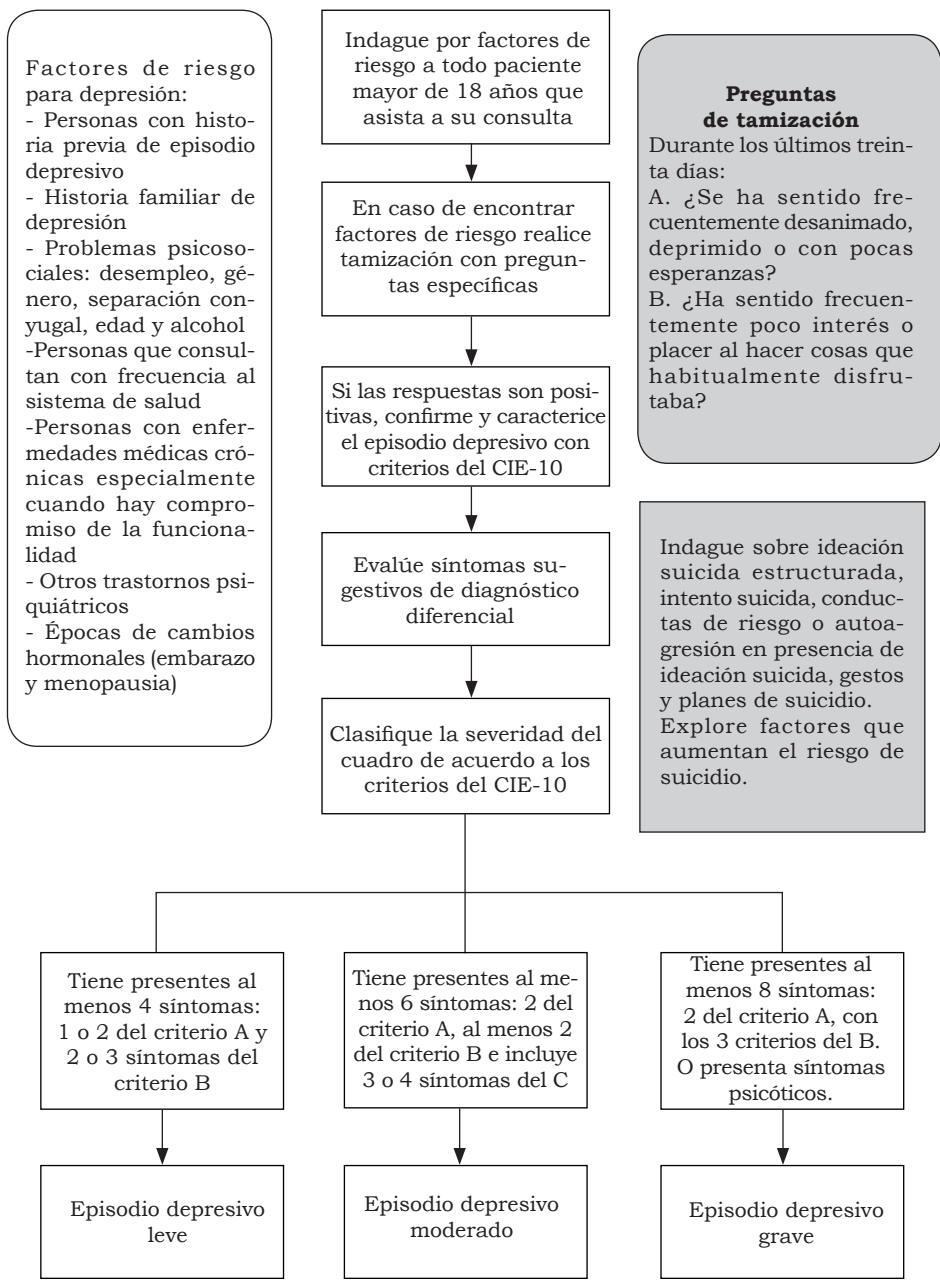 Factores de riesgo
para depresión:
- Personas con histo-
ria previa de episodio
depresivo
- Historia familiar de
depresión
- Problemas psicoso-
ciales: desempleo, gé-
nero, separación con-
yugal, edad y alcohol
-Personas que consul-
tan con frecuencia al
sistema de salud
-Personas con enfer-
medades médicas cró-
nicas especialmente
cuando hay compro-
miso de la funciona-
lidad
- Otros trastornos psi-
quiátricos
- Épocas de cambios
hormonales (embarazo
y menopausia)
Indague por factores de
riesgo a todo paciente
mayor de 18 años que
asista a su consulta
En caso de encontrar
factores de riesgo realice
tamización con pregun-
tas específicas
Si las respuestas son posi-
tivas, confirme y caracterice
el episodio depresivo con
criterios del CIE-10
Evalúe síntomas su-
gestivos de diagnóstico
diferencial
Clasifique la severidad del
cuadro de acuerdo a los
criterios del CIE-10
Preguntas
de tamización
Durante los últimos trein-
ta días:
A. ¿Se ha sentido fre-
cuentemente desanimado,
deprimido o con pocas
esperanzas?
B. ¿Ha sentido frecuen-
temente poco interés o
placer al hacer cosas que
habitualmente disfru-
taba?
Indague sobre ideación
suicida estructurada,
intento suicida, conduc-
tas de riesgo o autoa-
gresión en presencia de
ideación suicida, gestos
y planes de suicidio.
Explore factores que
aumentan el riesgo de
suicidio.
Tiene presentes al
menos 4 síntomas:
1 o 2 del criterio A y
2 o 3 síntomas del
criterio B
Tiene presentes al me-
nos 6 síntomas: 2 del
criterio A, al menos 2
del criterio B e incluye
3 o 4 síntomas del C
Tiene presentes al
menos 8 síntomas:
2 del criterio A, con
los 3 criterios del B.
O presenta síntomas
psicóticos.
Episodio depresivo
leve
Episodio depresivo
moderado
Episodio depresivo
grave